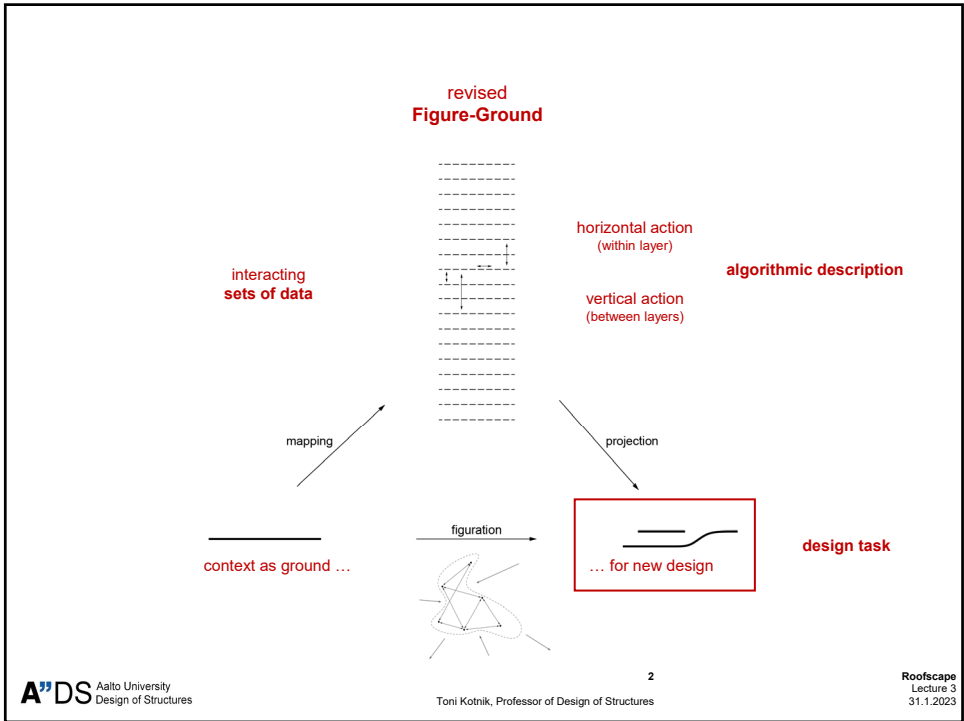 revised
Figure-Ground
horizontal action
(within layer)
interacting
sets of data
algorithmic description
vertical action
(between layers)
mapping
projection
figuration
context as ground …
… for new design
design task
A”DS Aalto University
Design of Structures
2
Toni Kotnik, Professor of Design of Structures
Roofscape
Lecture 3
31.1.2023